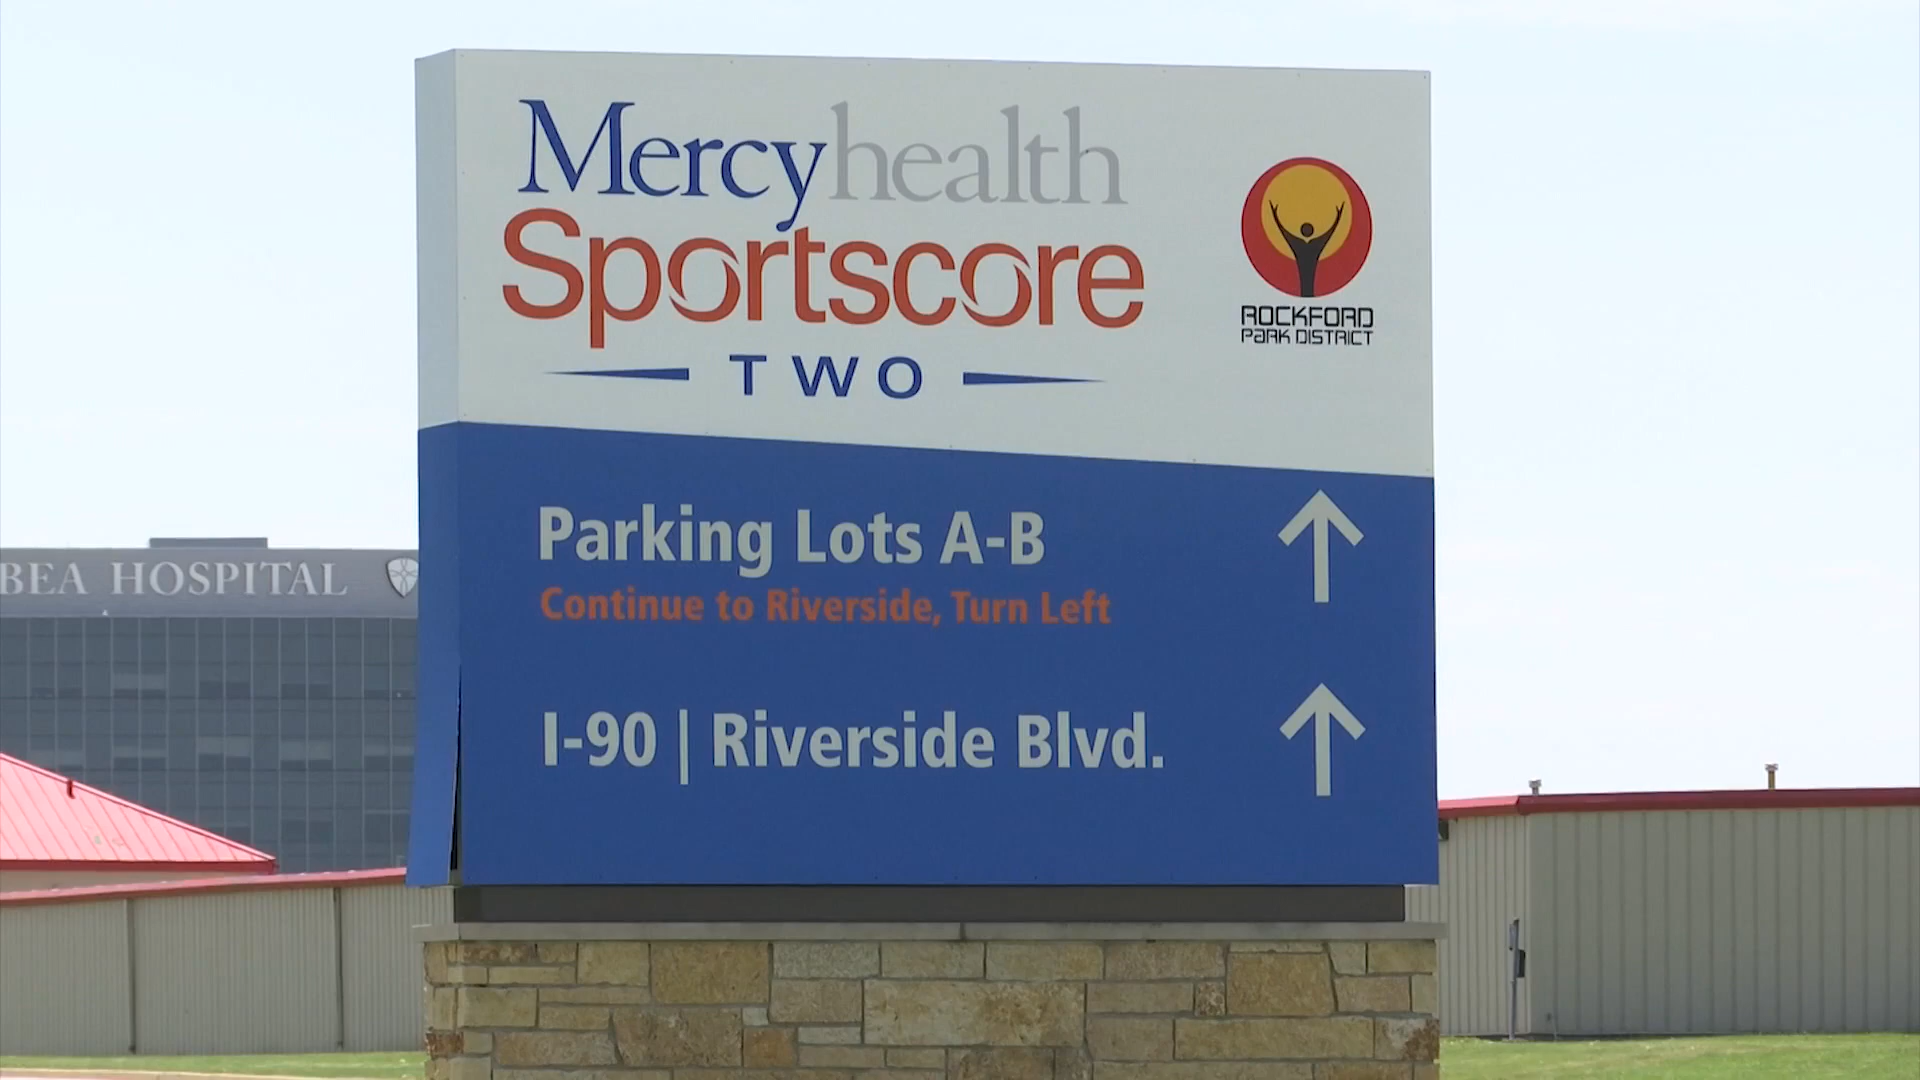 Mercyhealth
Sportscore
TWO
ROCKFORD
PARK DISTRICT
Parking Lots A-B
Continue to Riverside, Turn Left
I-90 | Riverside Blvd.
BEA HOSPITAL